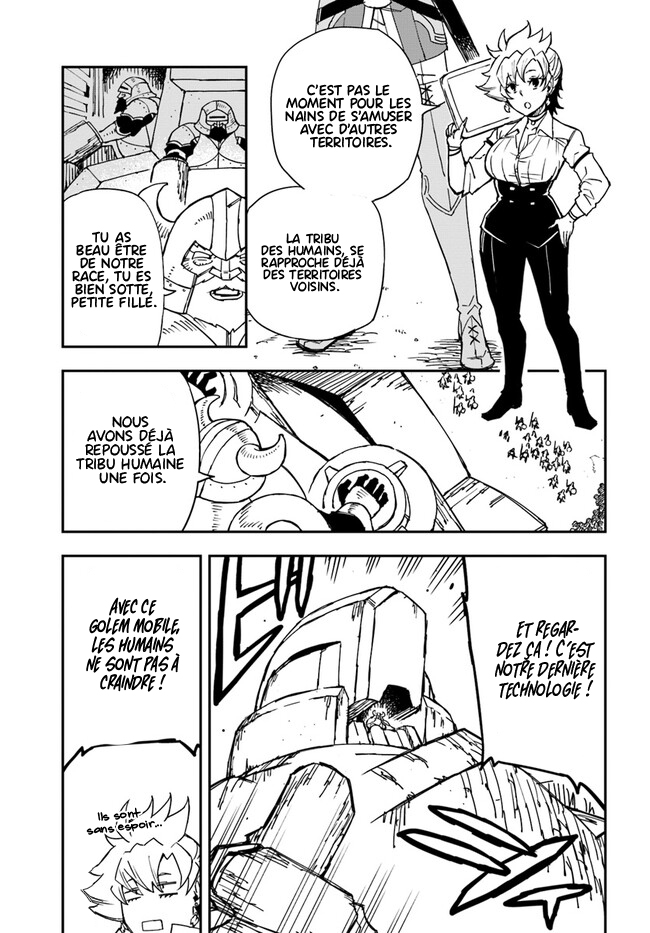 C'EST PAS LE
MOMENT POUR LES
NAINS DE S'AMUSER
AVEC D'AUTRES
TERRITOIRES.
LA TRIBU
DES HUMAINS, SE
RAPPROCHE DÉJÀ
DES TERRITOIRES
VOISINS.
TU AS
BEAU ÊTRE
DE NOTRE
RACE, TU ES
BIEN SOTTE,
PETITE FILLE.
NOUS
AVONS DÉJÀ
REPOUSSÉ LA
TRIBU HUMAINE
UNE FOIS.
ET REGAR-
DEZ ÇA ! C'EST
NOTRE DERNIÈRE
TECHNOLOGIE !
AVEC CE
GOLEM MOBILE,
LES HUMAINS
NE SONT PAS À
CRAINDRE !
Ils sont
sans espoir...